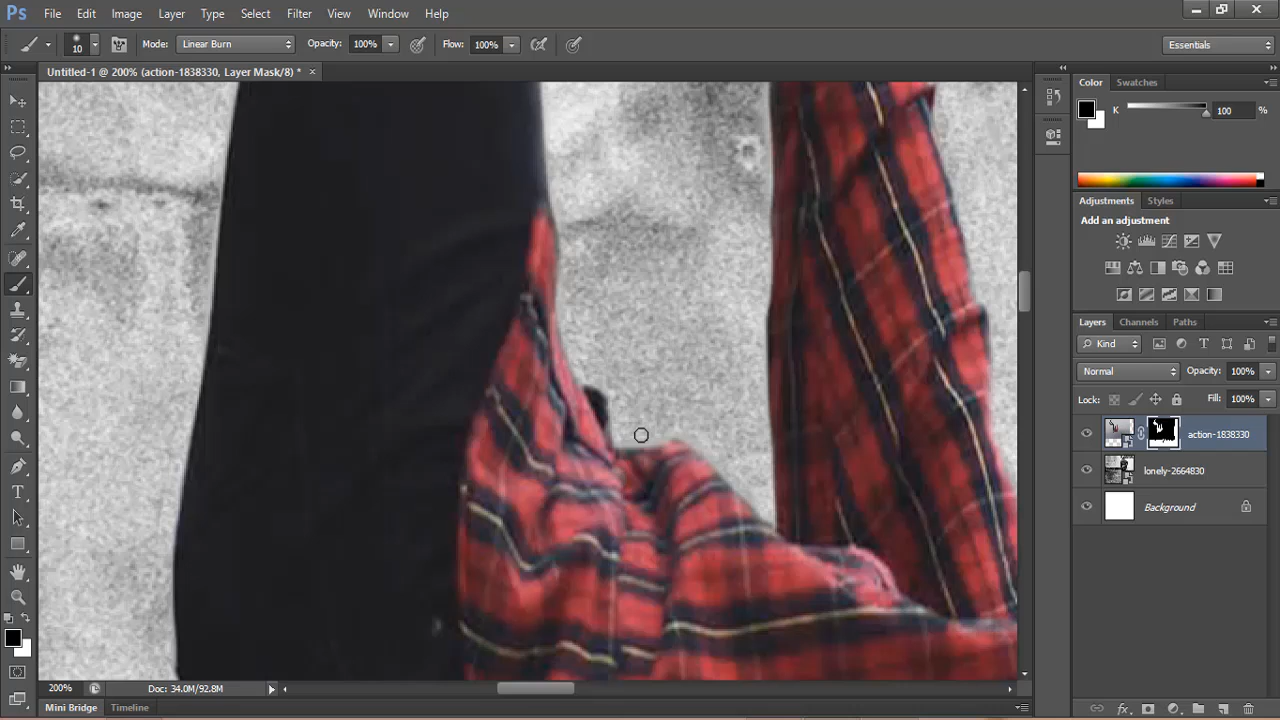 Ps File Edit Image Layer Type Select Filter View Window Help
10 Mode: Linear Burn Opacity: 100% Flow: 100% Essentials
Untitled-1 @ 200% (action-1838330, Layer Mask/8) *
Color Swatches
K 100 %
Adjustments Styles
Add an adjustment
Layers Channels Paths
Kind
Normal Opacity: 100%
Lock: Fill: 100%
action-1838330
lonely-2664830
Background
200% Doc: 34.0M/92.8M
Mini Bridge Timeline